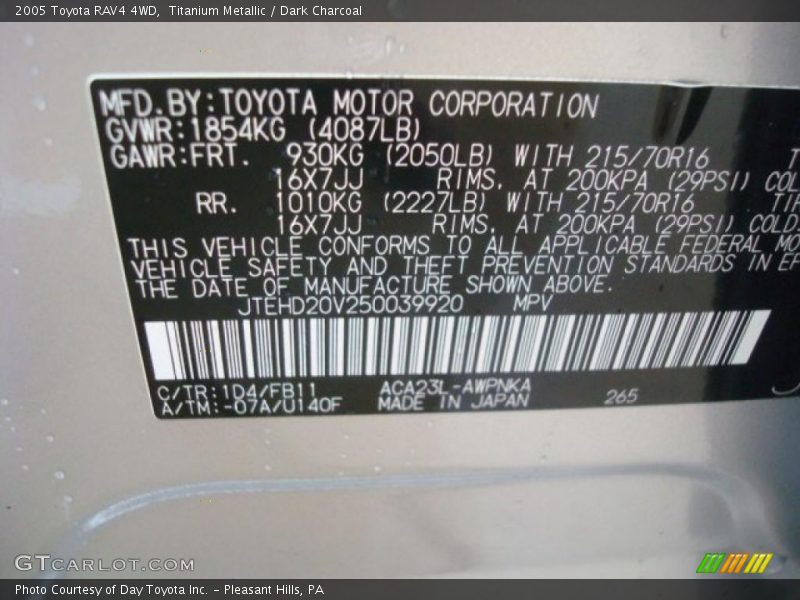 2005 Toyota RAV4 4WD,  Titanium Metallic / Dark Charcoal
MFD.BY:TOYOTA MOTOR CORPORATION
GVWR:1854KG (4087LB)
GAWR:FRT. 930KG (2050LB) WITH 215/70R16
16X7JJ RIMS, AT 200KPA (29PSI) COL
RR. 1010KG (2227LB) WITH 215/70R16 TIR
16X7JJ RIMS, AT 200KPA (29PSI) COLD
THIS VEHICLE CONFORMS TO ALL APPLICABLE FEDERAL MO
VEHICLE SAFETY AND THEFT PREVENTION STANDARDS IN EF
THE DATE OF MANUFACTURE SHOWN ABOVE.
JTEHD20V250039920 MPV
C/TR:1D4/FB11 ACA23L-AWPNKA
A/TM:-07A/U140F MADE IN JAPAN 265
GTCARLOT.COM
Photo Courtesy of Day Toyota Inc. - Pleasant Hills, PA